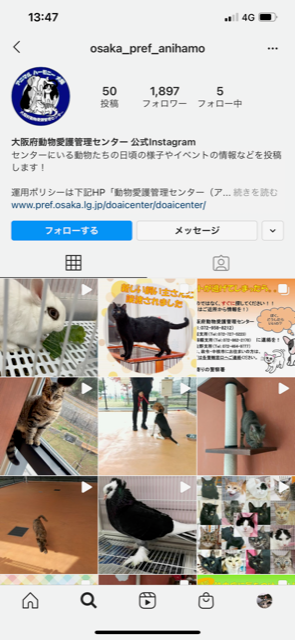 13:47
4G
osaka_pref_anihamo
50
投稿
1,897
フォロワー
5
フォロー中
大阪府動物愛護管理センター 公式Instagram
センターにいる動物たちの日頃の様子やイベントの情報などを投稿
します！
運用ポリシーは下記HP「動物愛護管理センター（ア... 続きを読む
www.pref.osaka.lg.jp/doaicenter/doaicenter/
フォローする
メッセージ